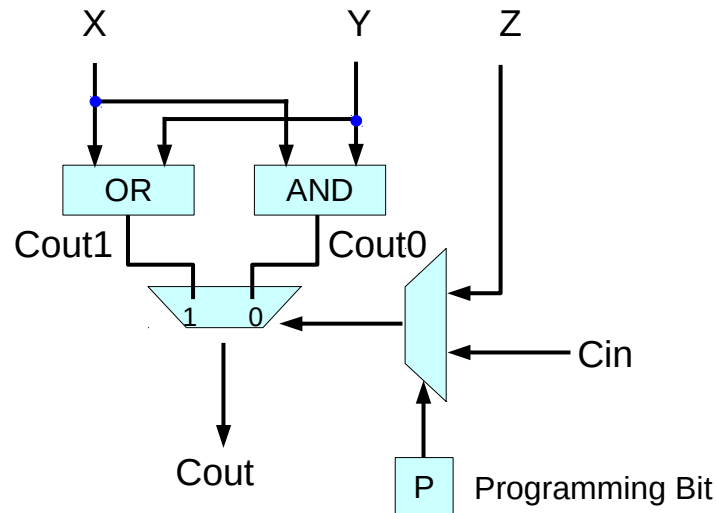 X Y Z
OR AND
Cout1 Cout0
1 0
Cin
Cout
P Programming Bit